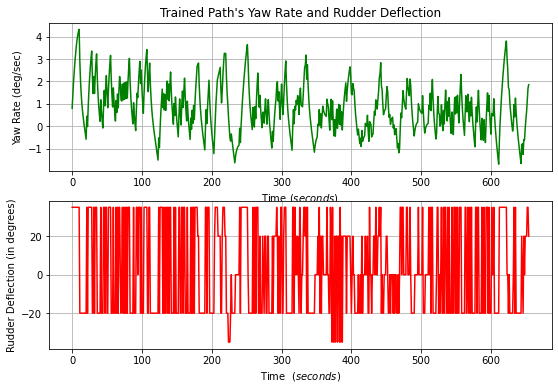 Trained Path's Yaw Rate and Rudder Deflection
Yaw Rate (deg/sec)
4
3
2
1
0
−1
0 100 200 300 400 500 600
Time (seconds)
Rudder Deflection (in degrees)
20
0
−20
0 100 200 300 400 500 600
Time (seconds)